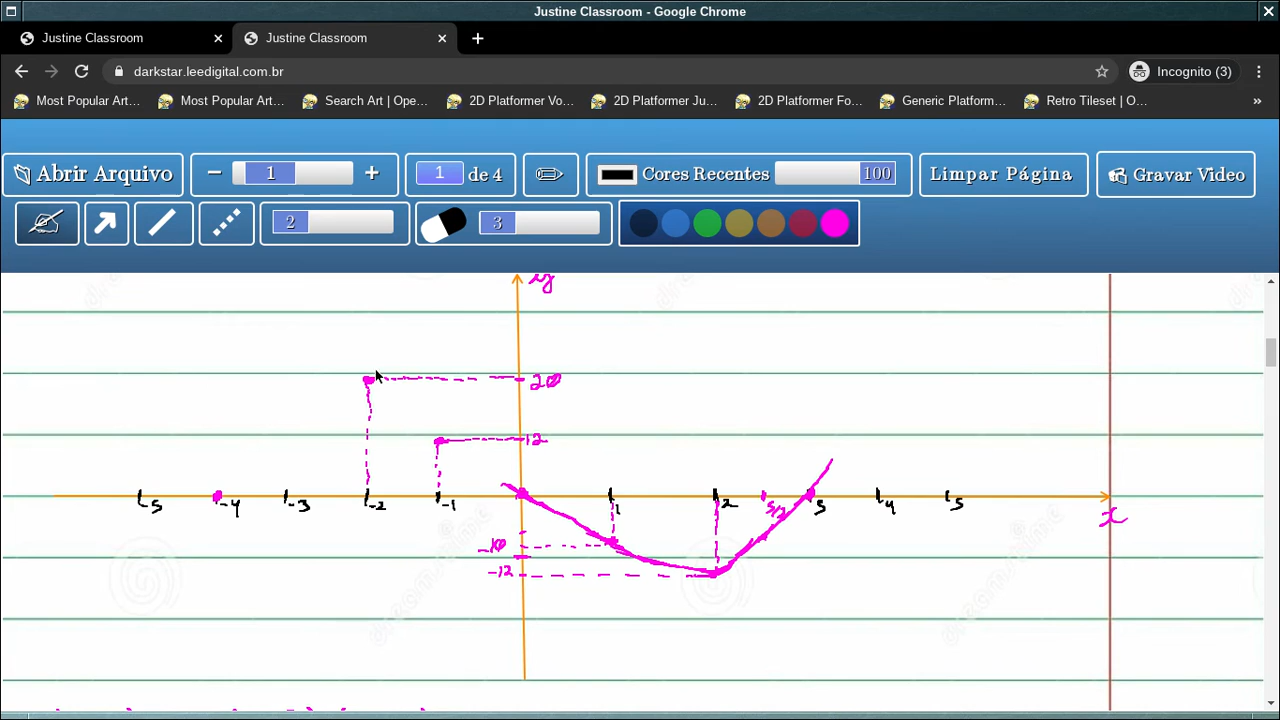 Justine Classroom - Google Chrome
Justine Classroom Justine Classroom
darkstar.leedigital.com.br Incognito (3)
Most Popular Art... Most Popular Art... Search Art | Ope... 2D Platformer Vo... 2D Platformer Ju... 2D Platformer Fo... Generic Platform... Retro Tileset | O...
Abrir Arquivo 1 1 de 4 Cores Recentes 100 Limpar Página Gravar Video
2 3
y
20
12
-5 -4 -3 -2 -1 1 2 5/2 3 4 5
x
-10
-12